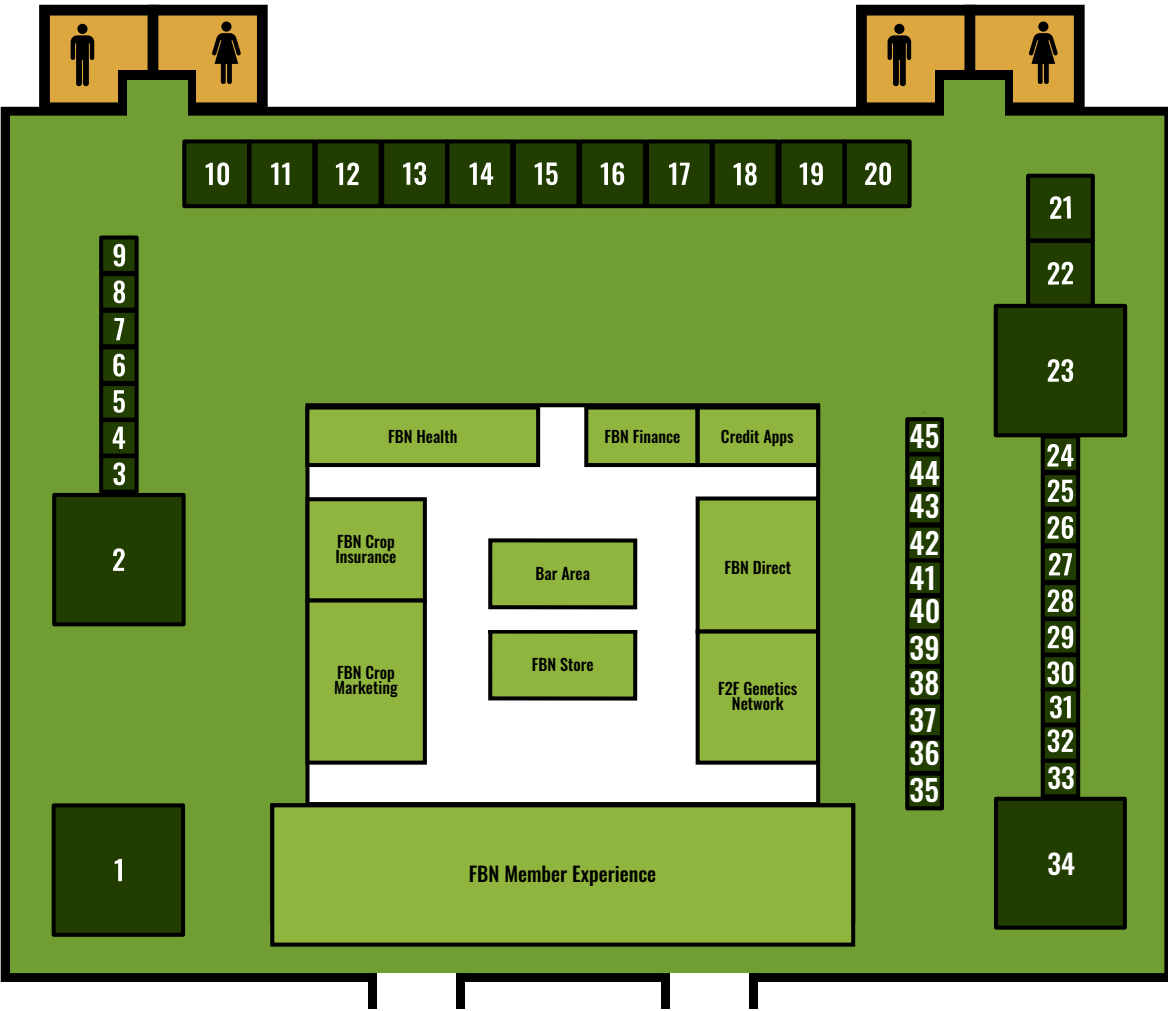 10 11 12 13 14 15 16 17 18 19 20
21
22
23
9
8
7
6
5
4
3
2
1
FBN Health
FBN Finance
Credit Apps
FBN Crop
Insurance
FBN Crop
Marketing
Bar Area
FBN Store
FBN Direct
F2F Genetics
Network
FBN Member Experience
45
44
43
42
41
40
39
38
37
36
35
24
25
26
27
28
29
30
31
32
33
34